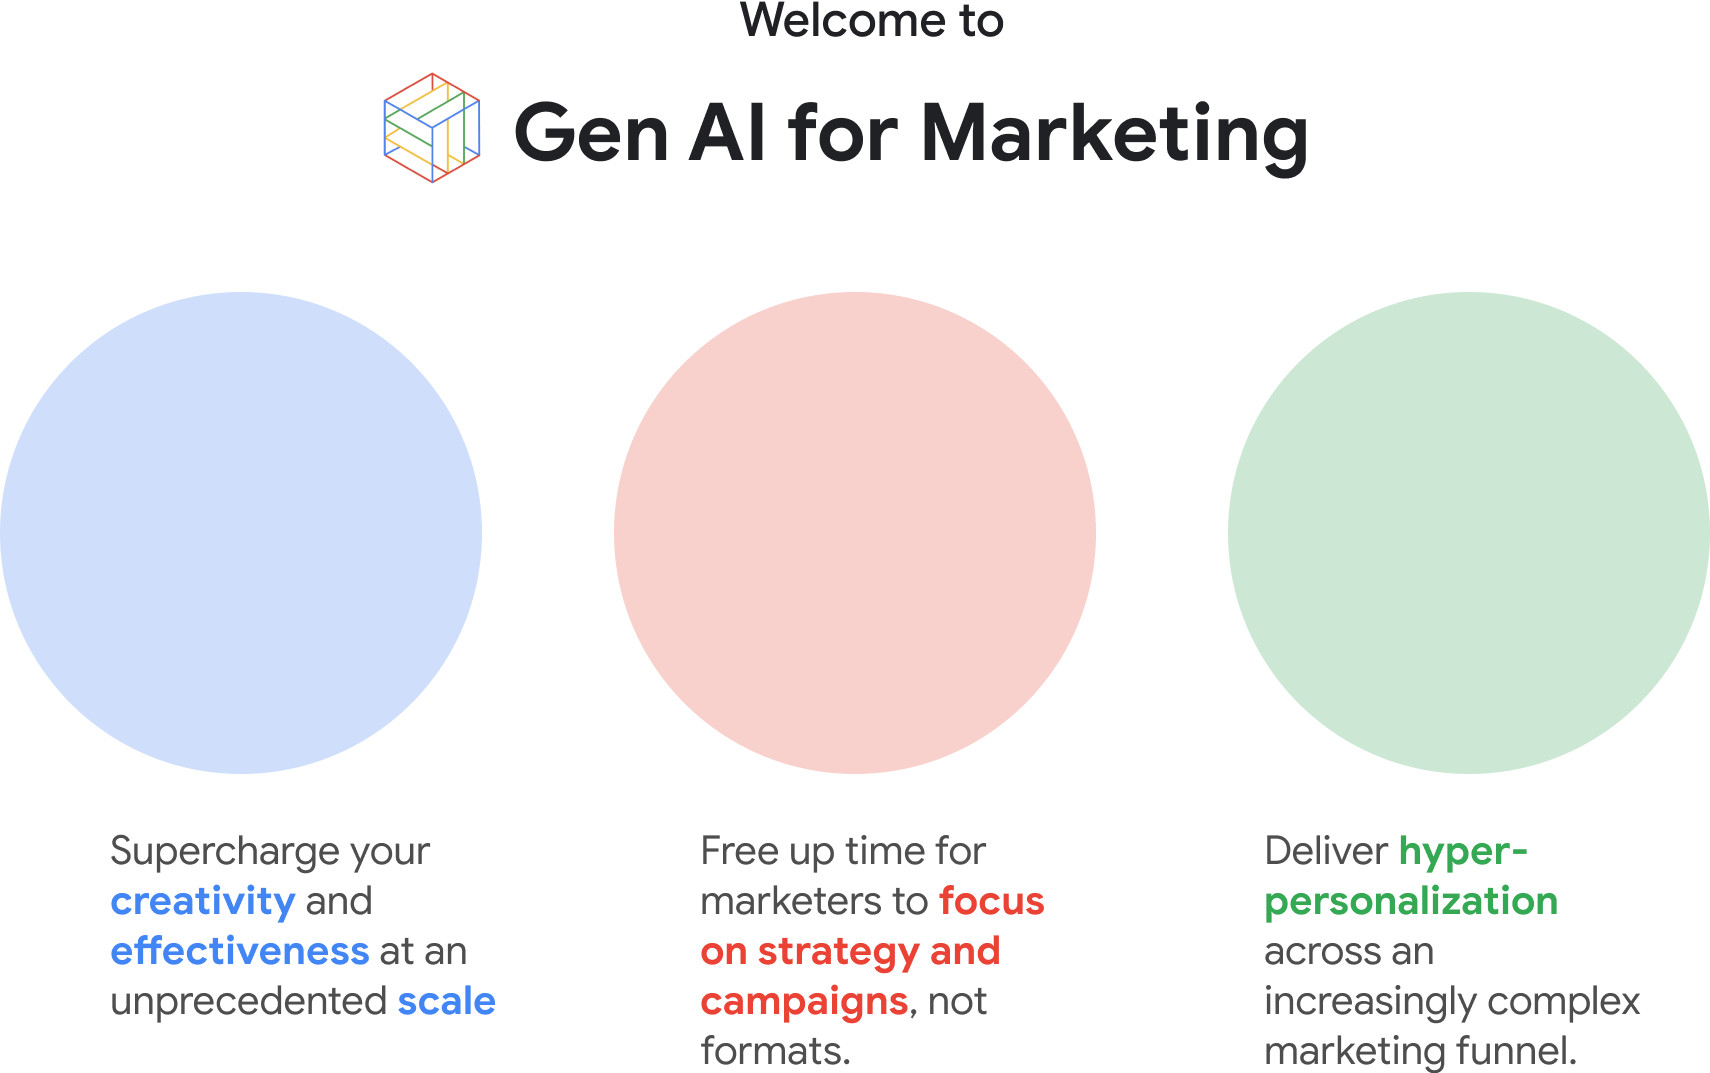 Welcome to
Gen AI for Marketing
Supercharge your
creativity and
effectiveness at an
unprecedented scale
Free up time for
marketers to focus
on strategy and
campaigns, not
formats.
Deliver hyper-
personalization
across an
increasingly complex
marketing funnel.